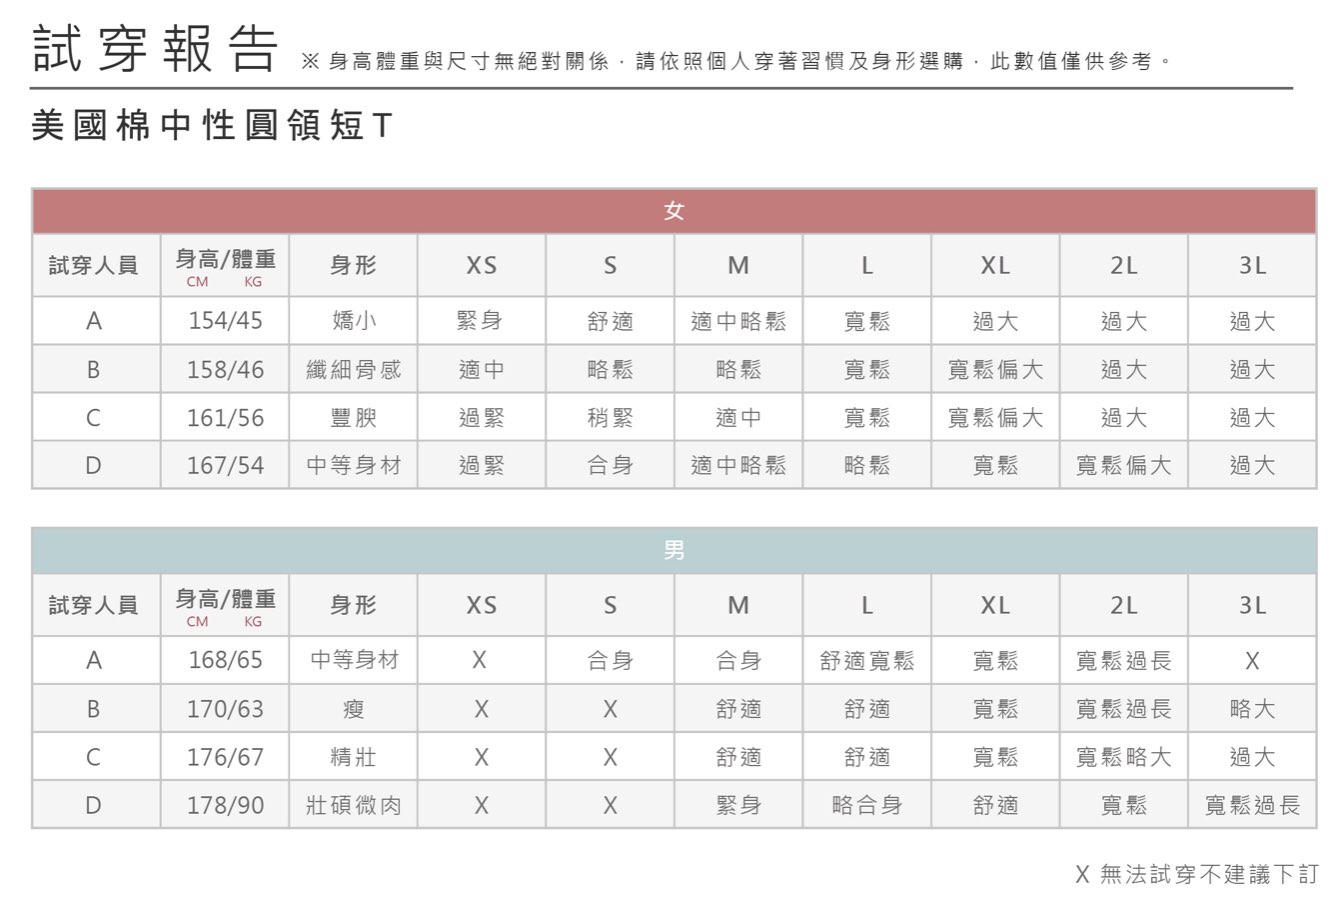 試穿報告 ※ 身高體重與尺寸無絕對關係，請依照個人穿著習慣及身形選購，此數值僅供參考。
美國棉中性圓領短T
女
試穿人員 身高/體重 身形 XS S M L XL 2L 3L
CM KG
A 154/45 嬌小 緊身 舒適 適中略鬆 寬鬆 過大 過大 過大
B 158/46 纖細骨感 適中 略鬆 略鬆 寬鬆 寬鬆偏大 過大 過大
C 161/56 豐腴 過緊 稍緊 適中 寬鬆 寬鬆偏大 過大 過大
D 167/54 中等身材 過緊 合身 適中略鬆 略鬆 寬鬆 寬鬆偏大 過大
男
試穿人員 身高/體重 身形 XS S M L XL 2L 3L
CM KG
A 168/65 中等身材 X 合身 合身 舒適寬鬆 寬鬆 寬鬆過長 X
B 170/63 瘦 X X 舒適 舒適 寬鬆 寬鬆過長 略大
C 176/67 精壯 X X 舒適 舒適 寬鬆 寬鬆略大 過大
D 178/90 壯碩微肉 X X 緊身 略合身 舒適 寬鬆 寬鬆過長
X 無法試穿不建議下訂